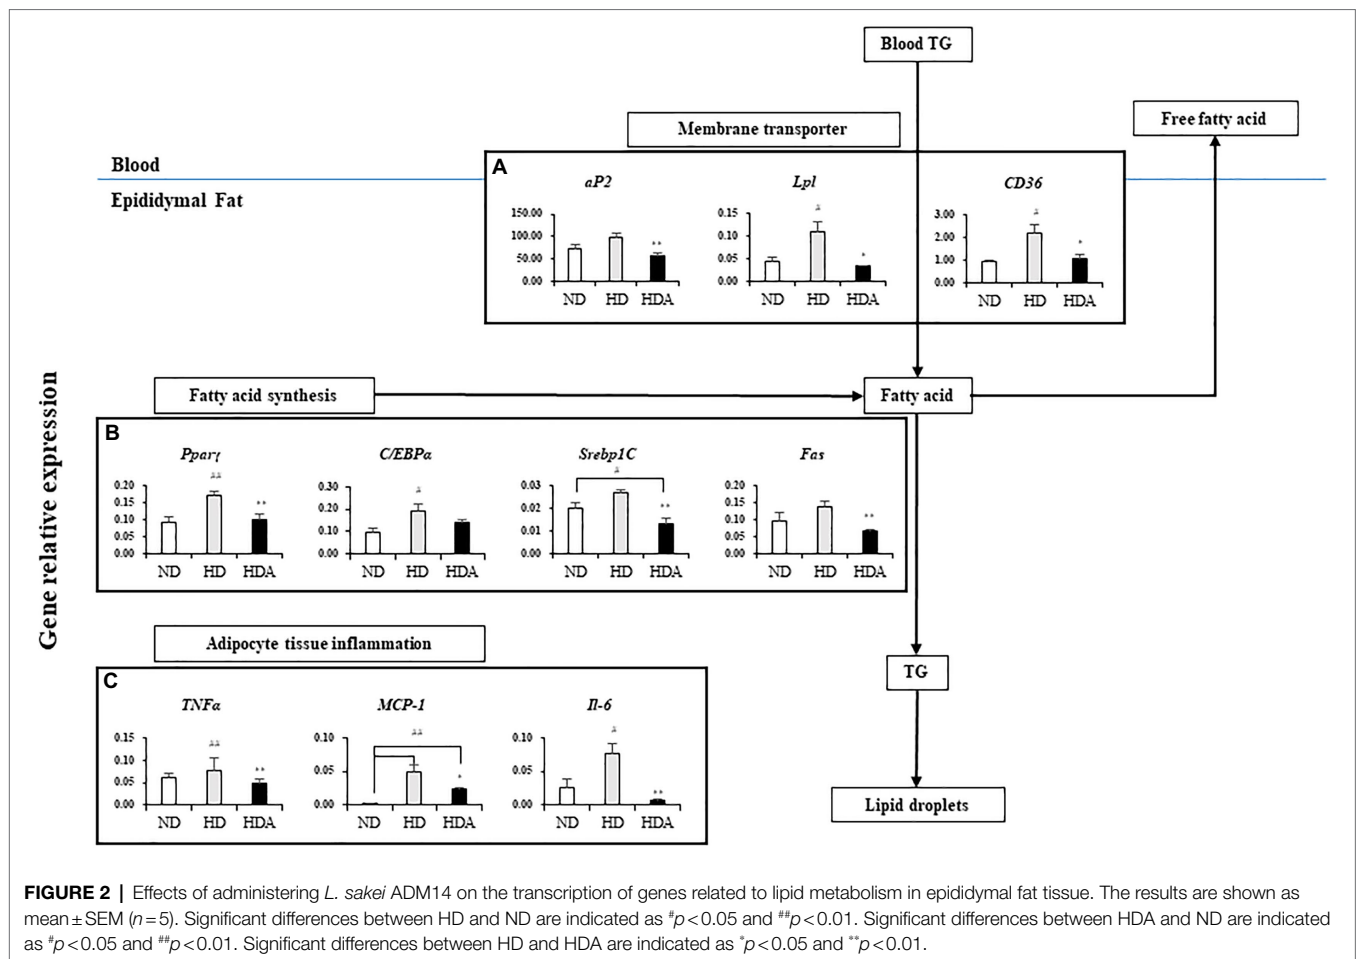 Blood TG
Free fatty acid
Membrane transporter
Blood
Epididymal Fat
A
aP2
150.00
100.00
50.00
0.00
**
ND HD HDA
Lpl
0.15
0.10
0.05
0.00
#
*
ND HD HDA
CD36
3.00
2.00
1.00
0.00
#
*
ND HD HDA
Gene relative expression
Fatty acid synthesis
Fatty acid
B
Pparγ
0.20
0.15
0.10
0.05
0.00
##
**
ND HD HDA
C/EBPα
0.30
0.20
0.10
0.00
#
ND HD HDA
Srebp1C
0.03
0.02
0.01
0.00
#
**
ND HD HDA
Fas
0.20
0.15
0.10
0.05
0.00
**
ND HD HDA
Adipocyte tissue inflammation
TG
C
TNFα
0.15
0.10
0.05
0.00
##
**
ND HD HDA
MCP-1
0.10
0.05
0.00
##
*
ND HD HDA
Il-6
0.10
0.05
0.00
#
**
ND HD HDA
Lipid droplets
FIGURE 2 | Effects of administering L. sakei ADM14 on the transcription of genes related to lipid metabolism in epididymal fat tissue. The results are shown as
mean±SEM (n=5). Significant differences between HD and ND are indicated as #p<0.05 and ##p<0.01. Significant differences between HDA and ND are indicated
as #p<0.05 and ##p<0.01. Significant differences between HD and HDA are indicated as *p<0.05 and **p<0.01.